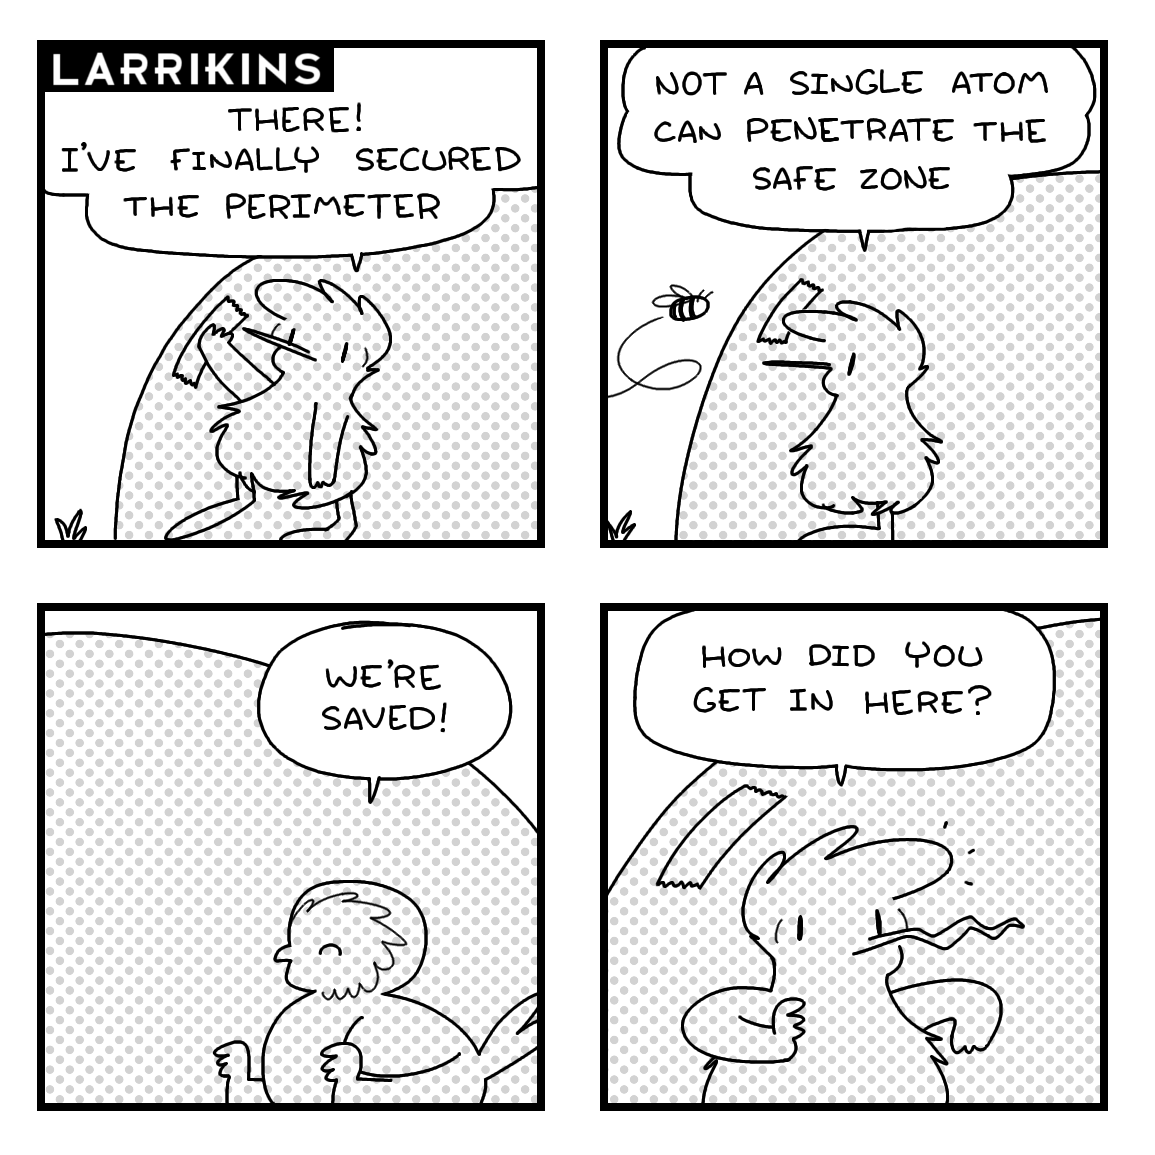 LARRIKINS
THERE!
I'VE FINALLY SECURED
THE PERIMETER
NOT A SINGLE ATOM
CAN PENETRATE THE
SAFE ZONE
WE'RE
SAVED!
HOW DID YOU
GET IN HERE?